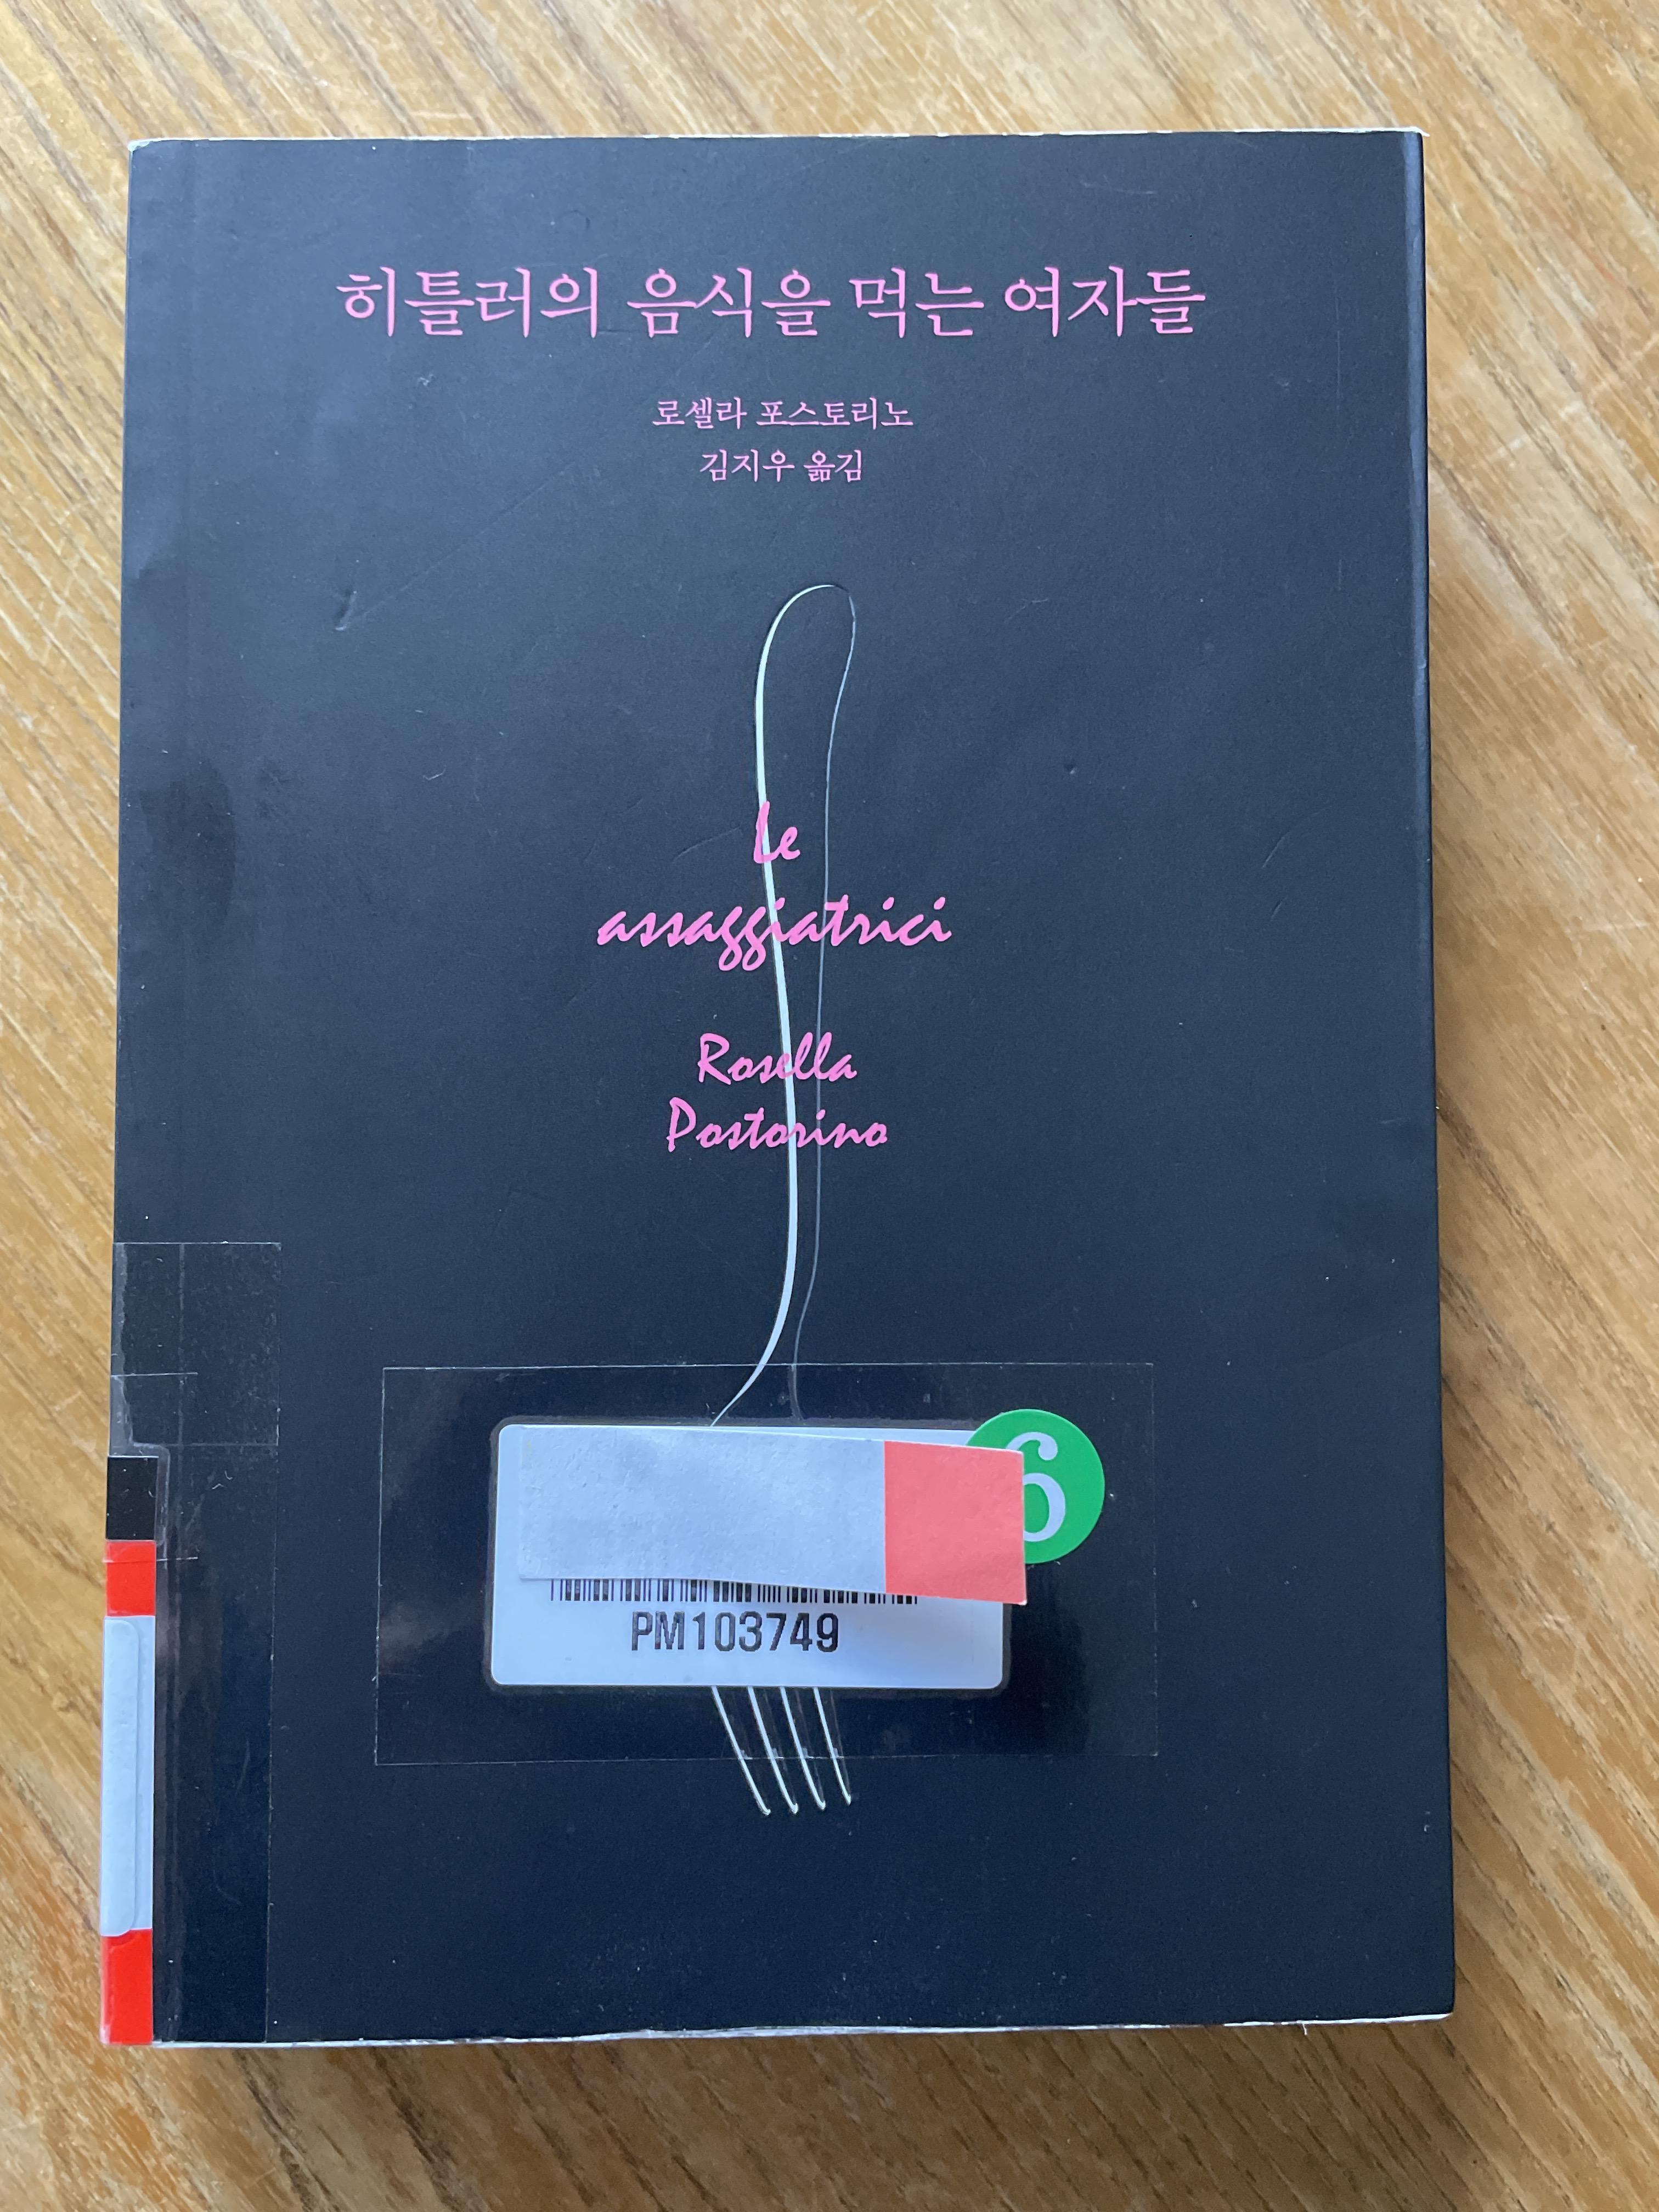 히틀러의 음식을 먹는 여자들
로셀라 포스토리노
김지우 옮김
Le
assaggiatrici
Rosella
Postorino
6
PM103749